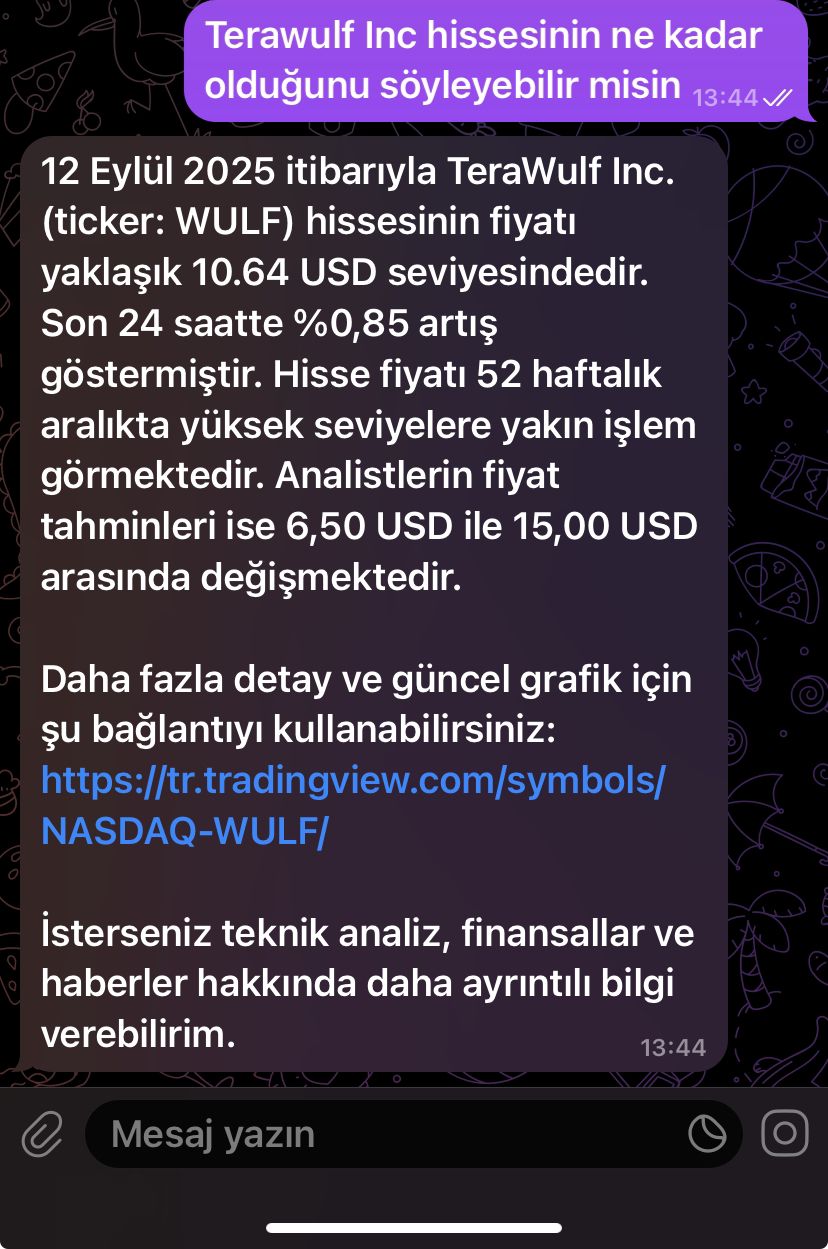 Terawulf Inc hissesinin ne kadar
olduğunu söyleyebilir misin 13:44
12 Eylül 2025 itibarıyla TeraWulf Inc.
(ticker: WULF) hissesinin fiyatı
yaklaşık 10.64 USD seviyesindedir.
Son 24 saatte %0,85 artış
göstermiştir. Hisse fiyatı 52 haftalık
aralıkta yüksek seviyelere yakın işlem
görmektedir. Analistlerin fiyat
tahminleri ise 6,50 USD ile 15,00 USD
arasında değişmektedir.
Daha fazla detay ve güncel grafik için
şu bağlantıyı kullanabilirsiniz:
https://tr.tradingview.com/symbols/
NASDAQ-WULF/
İsterseniz teknik analiz, finansallar ve
haberler hakkında daha ayrıntılı bilgi
verebilirim.
13:44
Mesaj yazın